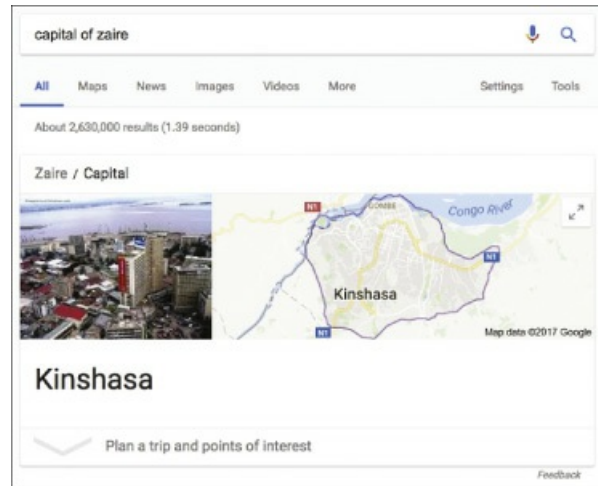 capital of zaire
All Maps News Images Videos More Settings Tools
About 2,630,000 results (1.39 seconds)
Zaire / Capital
N1
GOMBE
Congo River
N1
Kinshasa
N1
Map data ©2017 Google
Kinshasa
Plan a trip and points of interest
Feedback